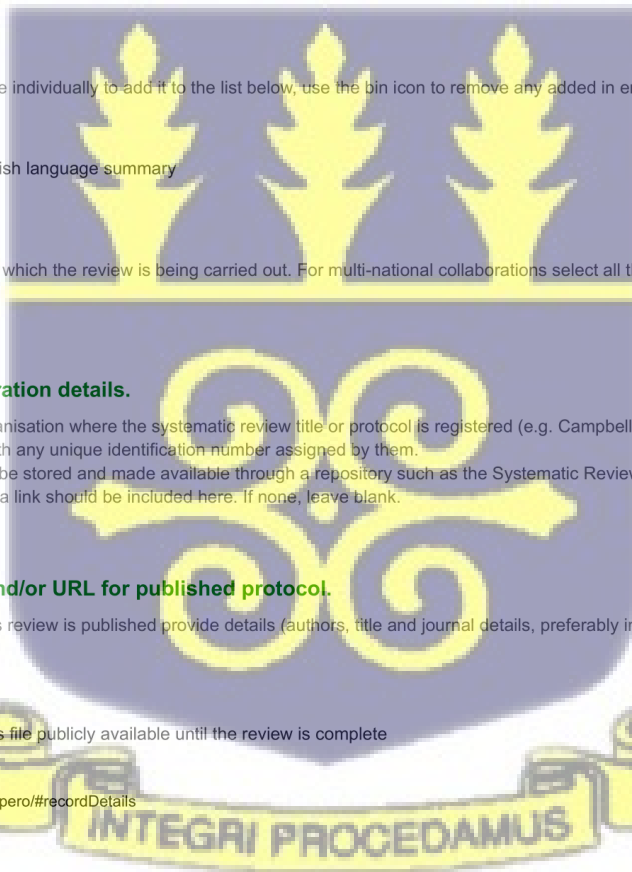 individually to add it to the list below, use the bin icon to remove any added in
language summary
which the review is being carried out. For multi-national collaborations select all
details.
where the systematic review title or protocol is registered (e.g. Campbell
any unique identification number assigned by them.
be stored and made available through a repository such as the Systematic
a link should be included here. If none, leave blank.
and/or URL for published protocol.
review is published provide details (authors, title and journal details, preferably
file publicly available until the review is complete
pero/#recordDetails
INTEGRI PROCEDAMUS